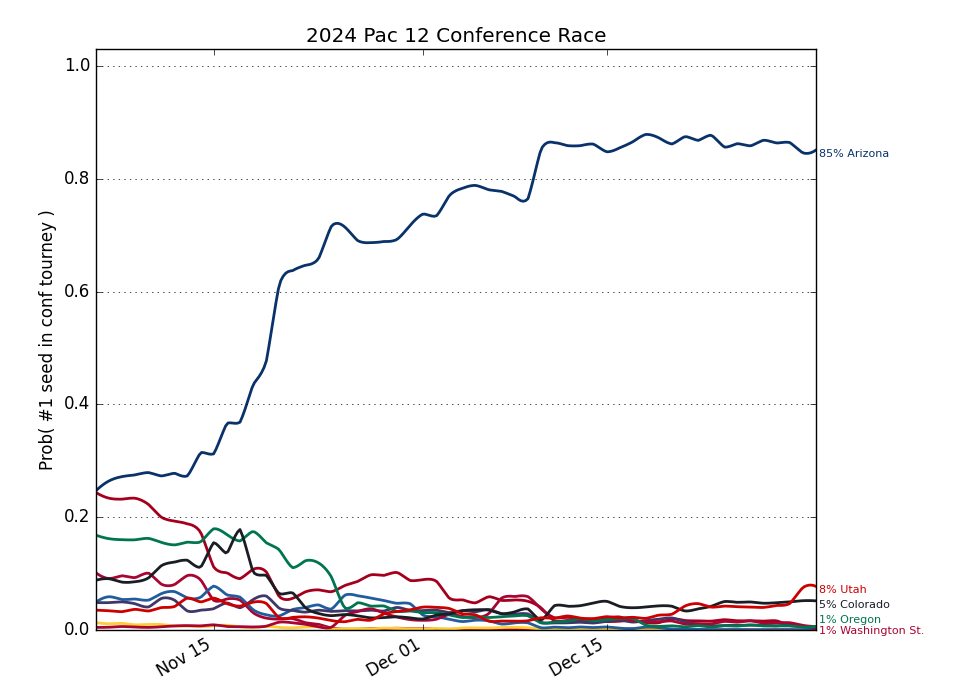 2024 Pac 12 Conference Race
Prob( #1 seed in conf tourney )
1.0
0.8
0.6
0.4
0.2
0.0
Nov 15
Dec 01
Dec 15
85% Arizona
8% Utah
5% Colorado
1% Oregon
1% Washington St.